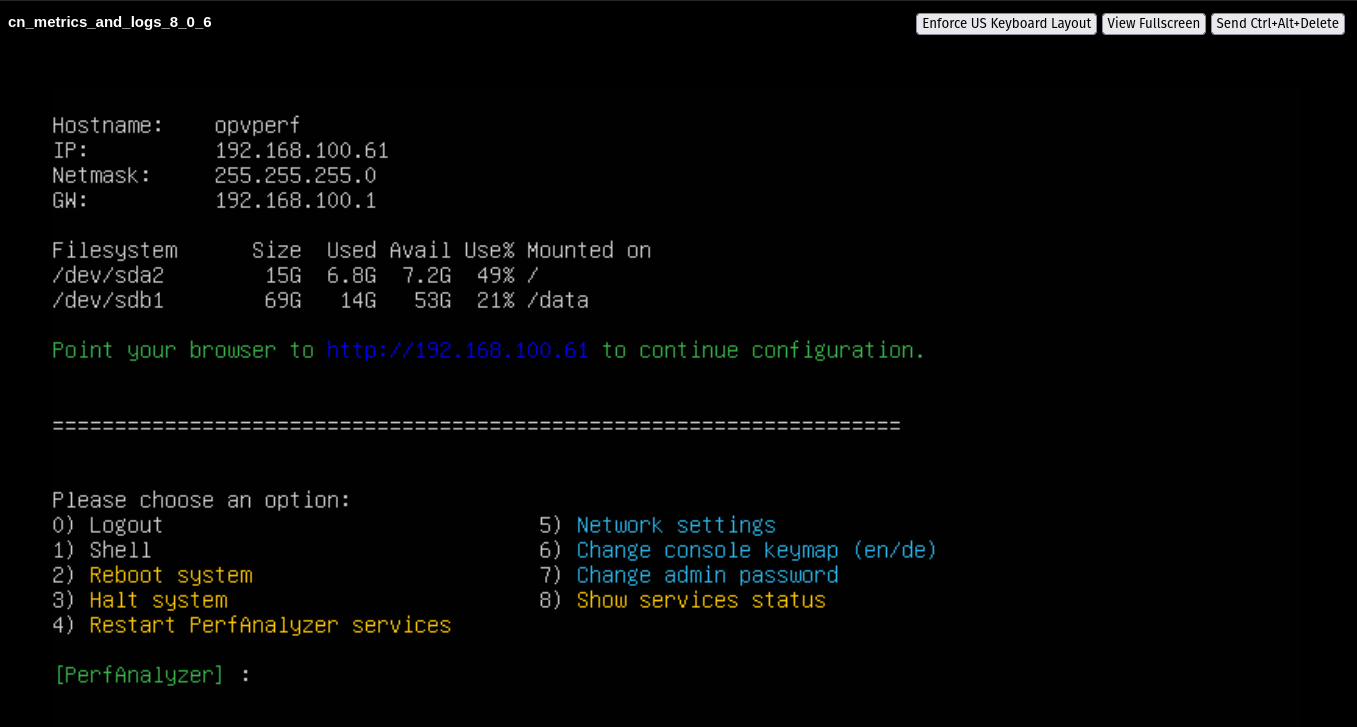 cn_metrics_and_logs_8_0_6
Enforce US Keyboard Layout View Fullscreen Send Ctrl+Alt+Delete
Hostname: opvperf
IP: 192.168.100.61
Netmask: 255.255.255.0
GW: 192.168.100.1
Filesystem Size Used Avail Use% Mounted on
/dev/sda2 15G 6.8G 7.2G 49% /
/dev/sdb1 69G 14G 53G 21% /data
Point your browser to http://192.168.100.61 to continue configuration.
====================================================================
Please choose an option:
0) Logout 5) Network settings
1) Shell 6) Change console keymap (en/de)
2) Reboot system 7) Change admin password
3) Halt system 8) Show services status
4) Restart PerfAnalyzer services
[PerfAnalyzer] :